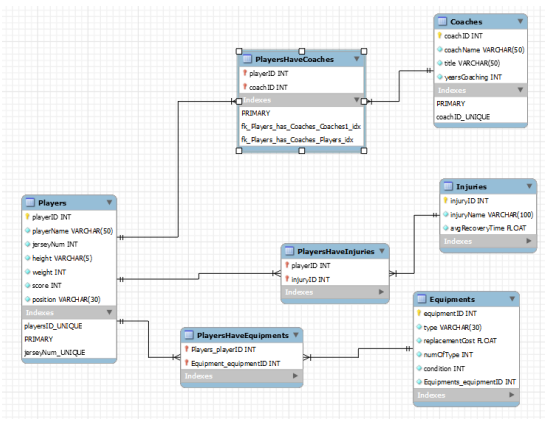 Coaches
coachID INT
coachName VARCHAR(50)
title VARCHAR(50)
yearsCoaching INT
Indexes
PRIMARY
coachID_UNIQUE
PlayersHaveCoaches
playerID INT
coachID INT
Indexes
PRIMARY
fk_Players_has_Coaches_Coaches1_idx
fk_Players_has_Coaches_Players_idx
Players
playerID INT
playerName VARCHAR(50)
jerseyNum INT
height VARCHAR(5)
weight INT
score INT
position VARCHAR(30)
Indexes
playersID_UNIQUE
PRIMARY
jerseyNum_UNIQUE
Injuries
injuryID INT
injuryName VARCHAR(100)
avgRecoveryTime FLOAT
Indexes
PlayersHaveInjuries
playerID INT
injuryID INT
Indexes
PlayersHaveEquipments
Players_playerID INT
Equipment_equipmentID INT
Indexes
Equipments
equipmentID INT
type VARCHAR(30)
replacementCost FLOAT
numOfType INT
condition INT
Equipments_equipmentID INT
Indexes